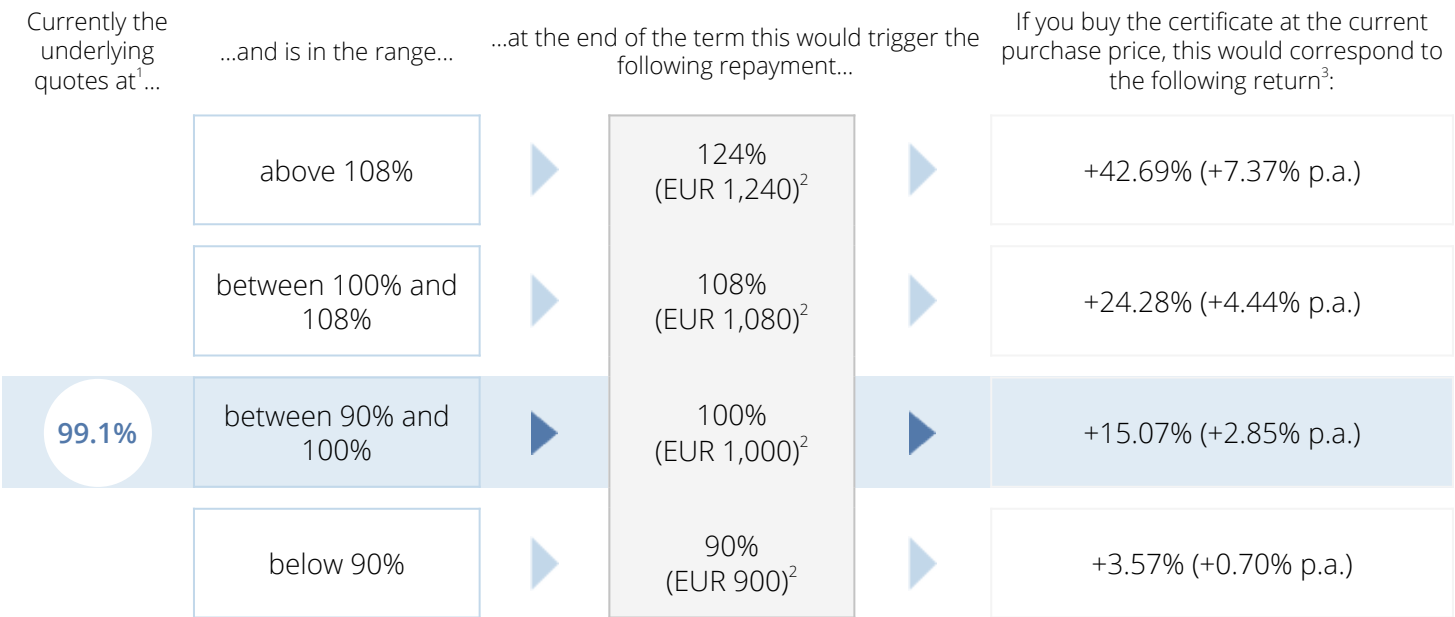 Currently the
underlying
quotes at¹...
...and is in the range...
...at the end of the term this would trigger the
following repayment...
If you buy the certificate at the current
purchase price, this would correspond to
the following return³:
above 108%
124%
(EUR 1,240)²
+42.69% (+7.37% p.a.)
between 100% and
108%
108%
(EUR 1,080)²
+24.28% (+4.44% p.a.)
99.1%
between 90% and
100%
100%
(EUR 1,000)²
+15.07% (+2.85% p.a.)
below 90%
90%
(EUR 900)²
+3.57% (+0.70% p.a.)